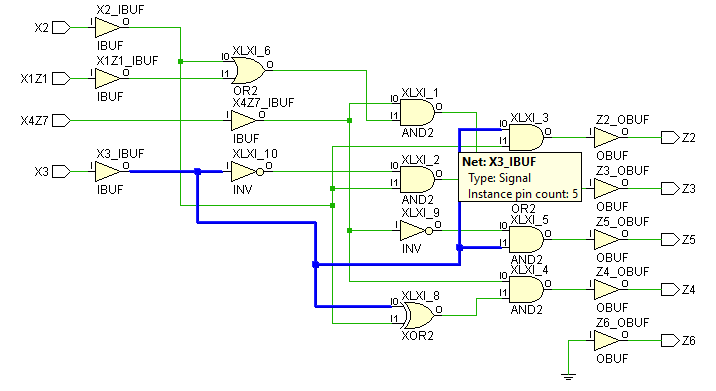 X2_IBUF
X2
I
O
IBUF
X1Z1_IBUF
X1Z1
I
O
IBUF
XLXI_6
I0
O
I1
OR2
X4Z7_IBUF
X4Z7
I
O
IBUF
X3_IBUF
X3
I
O
IBUF
XLXI_10
I
O
INV
XLXI_1
I0
O
I1
AND2
XLXI_2
I0
O
I1
AND2
XLXI_9
I
O
INV
XLXI_8
I0
O
I1
XOR2
XLXI_3
I0
O
I1
Net: X3_IBUF
Type: Signal
Instance pin count: 5
OR2
XLXI_5
I0
O
I1
AND2
XLXI_4
I0
O
I1
AND2
Z2_OBUF
I
O
Z2
OBUF
Z3_OBUF
I
O
Z3
OBUF
Z5_OBUF
I
O
Z5
OBUF
Z4_OBUF
I
O
Z4
OBUF
Z6_OBUF
I
O
Z6
OBUF